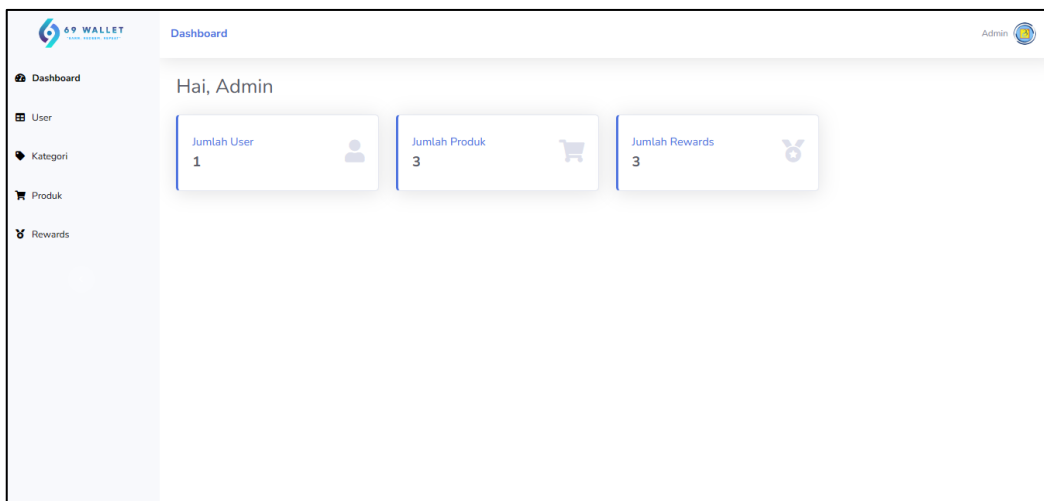 69 WALLET
Dashboard
Admin
Dashboard
User
Kategori
Produk
Rewards
Hai, Admin
Jumlah User
1
Jumlah Produk
3
Jumlah Rewards
3